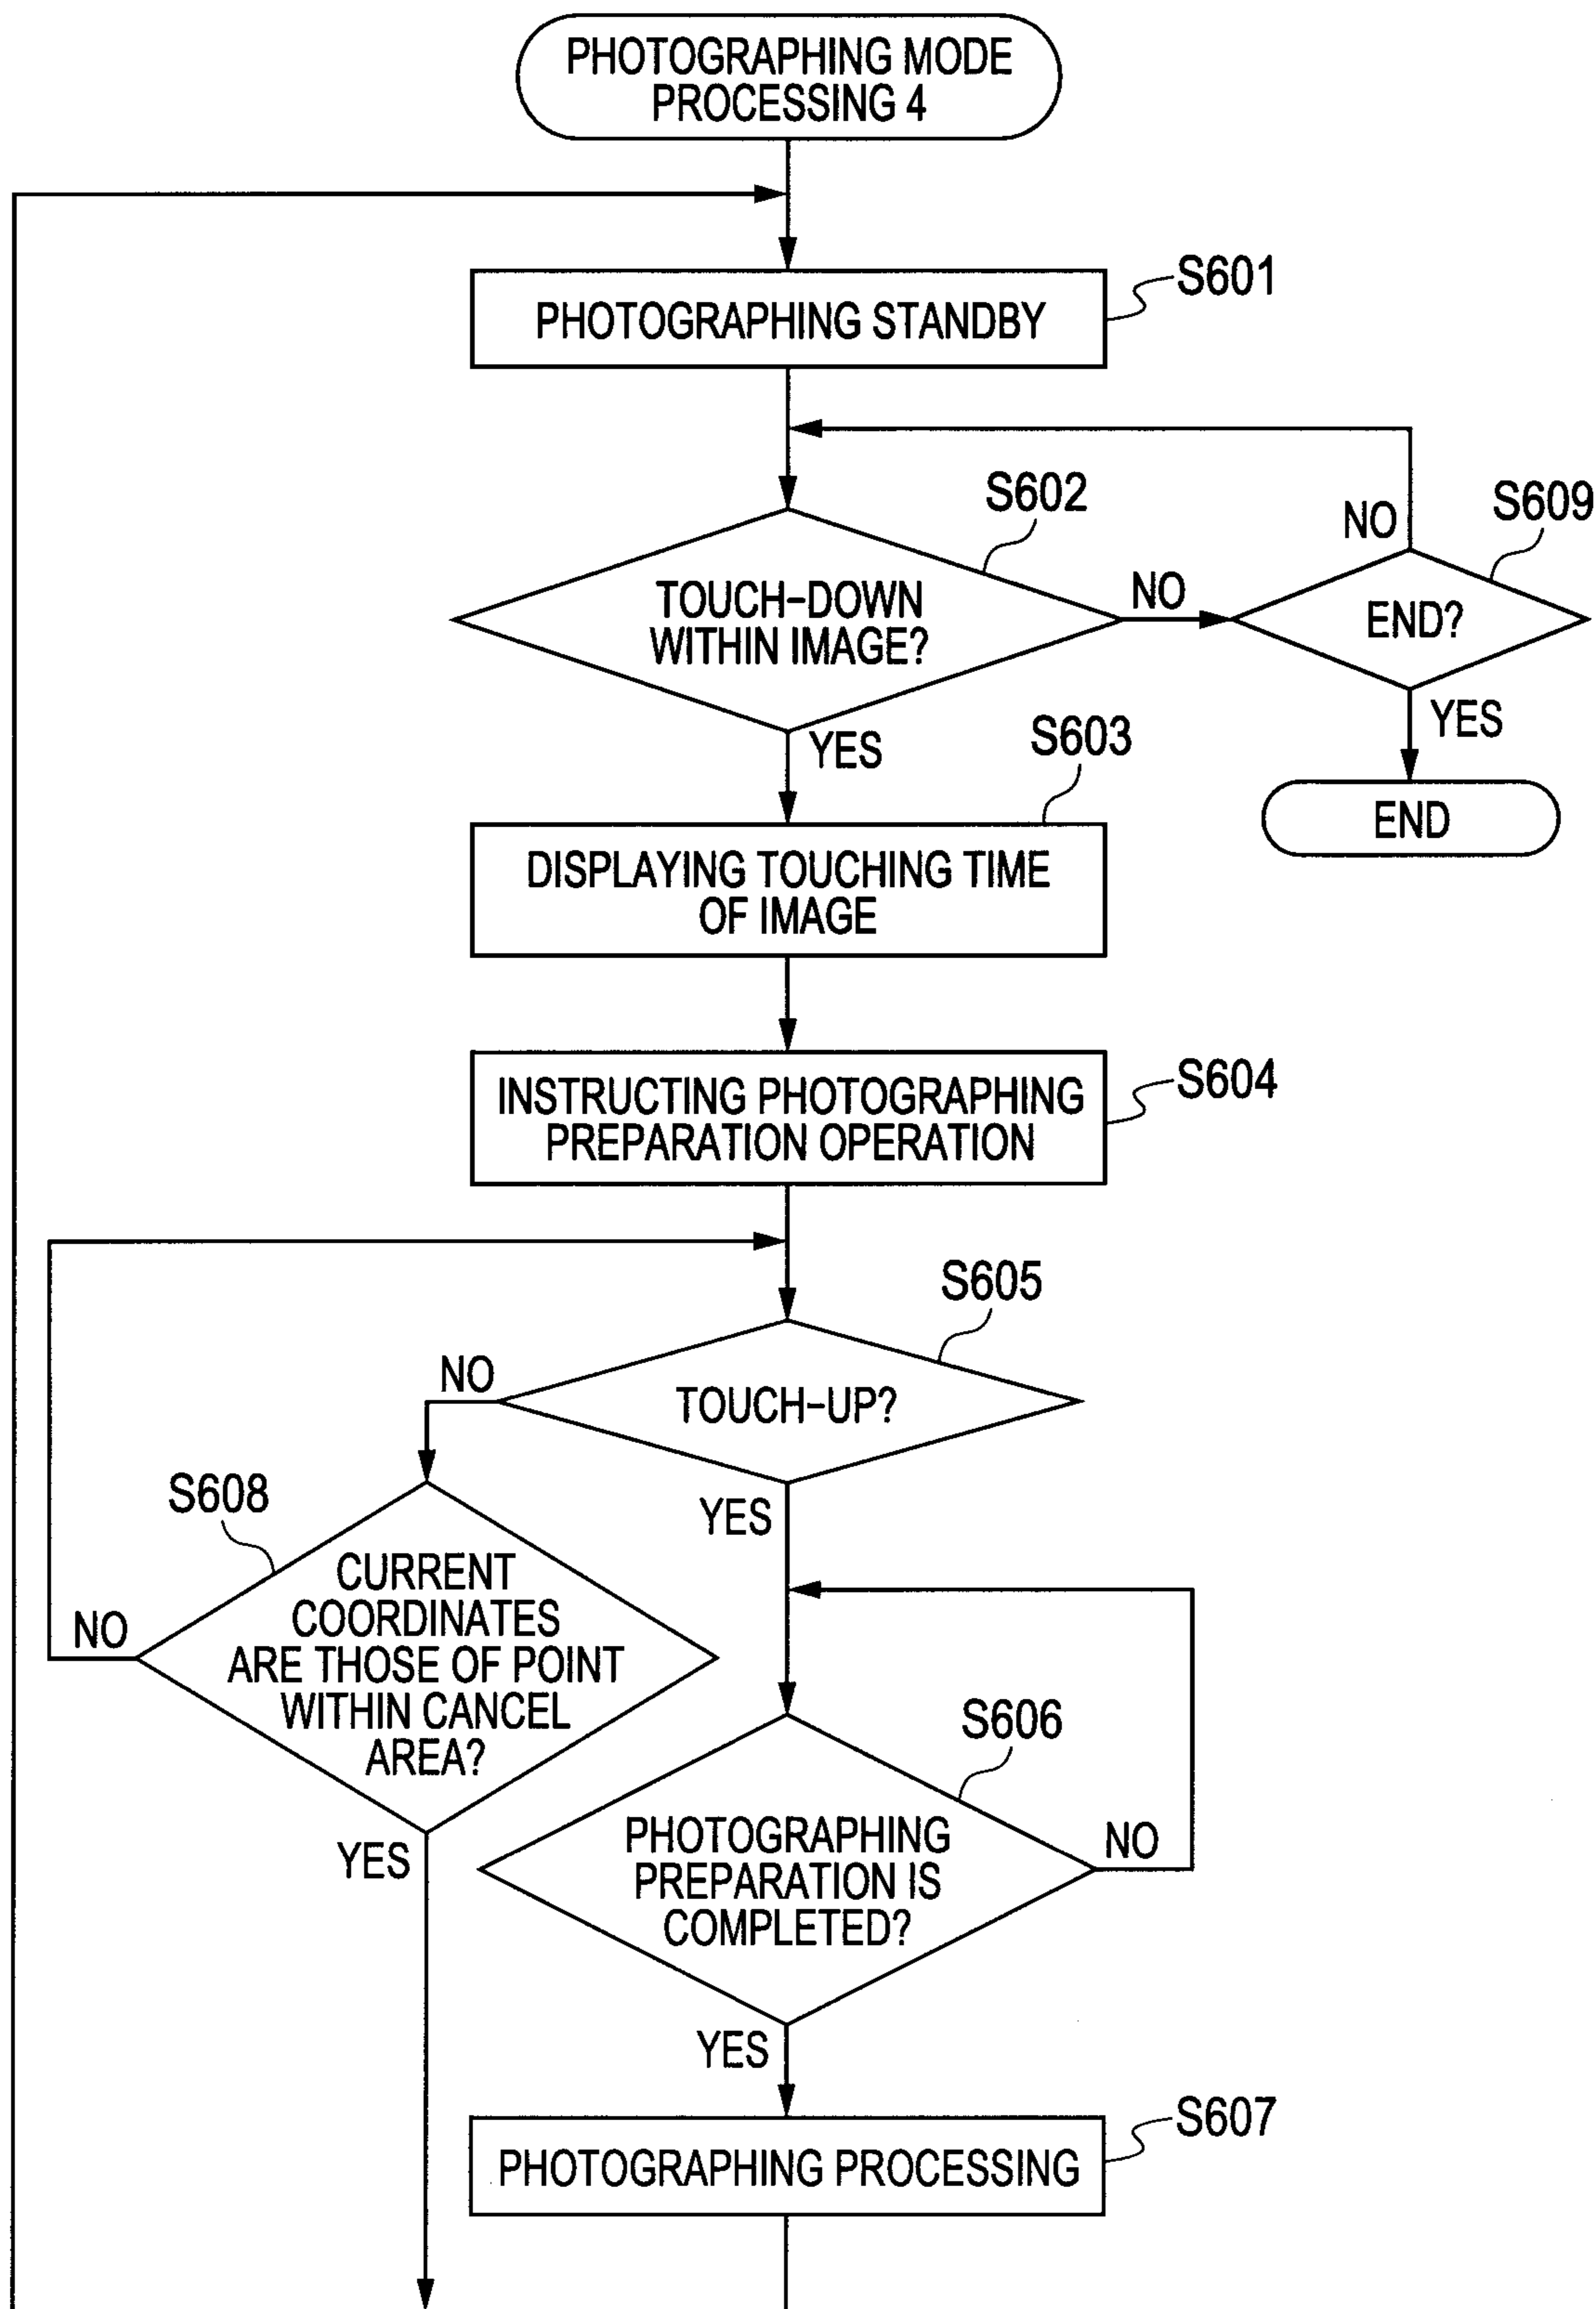 PHOTOGRAPHING MODE
PROCESSING 4
S601
PHOTOGRAPHING STANDBY
S602
S609
NO
TOUCH-DOWN
WITHIN IMAGE?
NO
END?
YES
YES
S603
END
DISPLAYING TOUCHING TIME
OF IMAGE
S604
INSTRUCTING PHOTOGRAPHING
PREPARATION OPERATION
S605
NO
TOUCH-UP?
S608
YES
CURRENT
COORDINATES
ARE THOSE OF POINT
WITHIN CANCEL
AREA?
NO
S606
YES
PHOTOGRAPHING
PREPARATION IS
COMPLETED?
NO
YES
S607
PHOTOGRAPHING PROCESSING